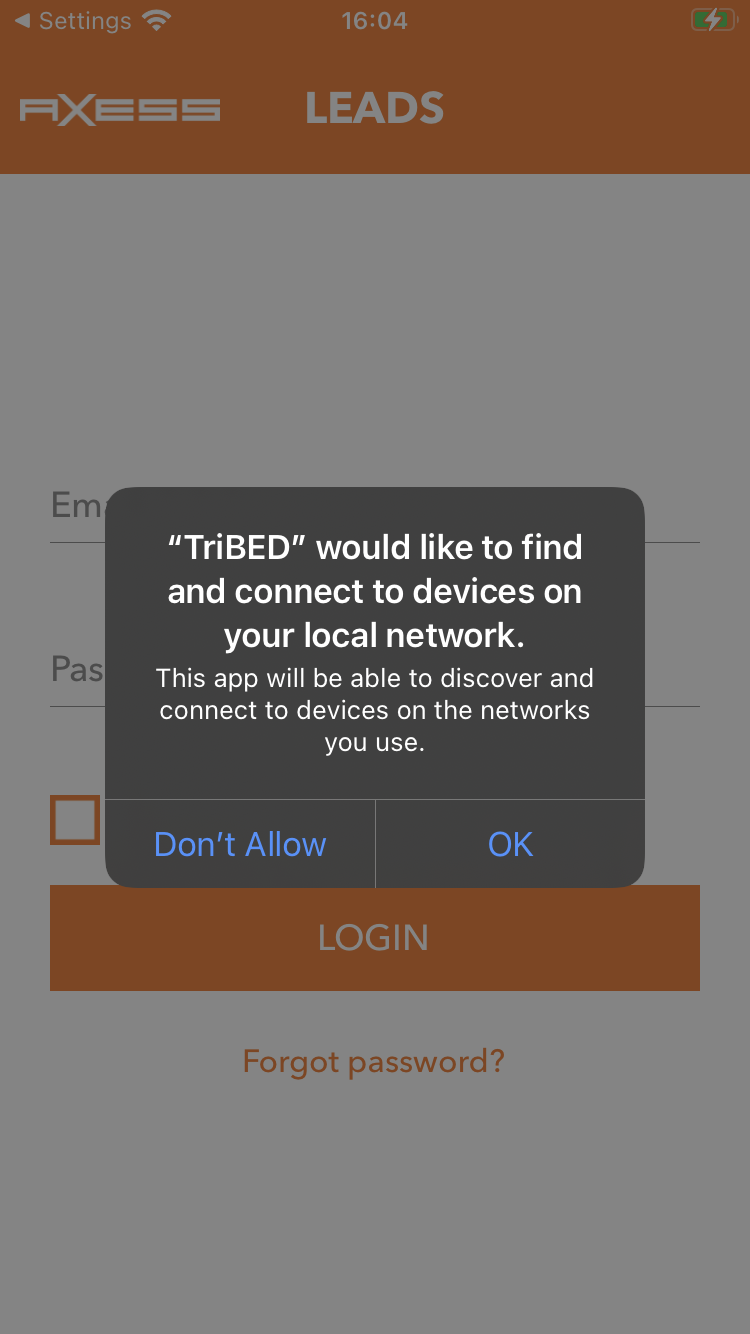 ◀ Settings 16:04
AXESS LEADS
Ema
“TriBED” would like to find
and connect to devices on
your local network.
This app will be able to discover and
connect to devices on the networks
you use.
Pas
Don’t Allow OK
LOGIN
Forgot password?